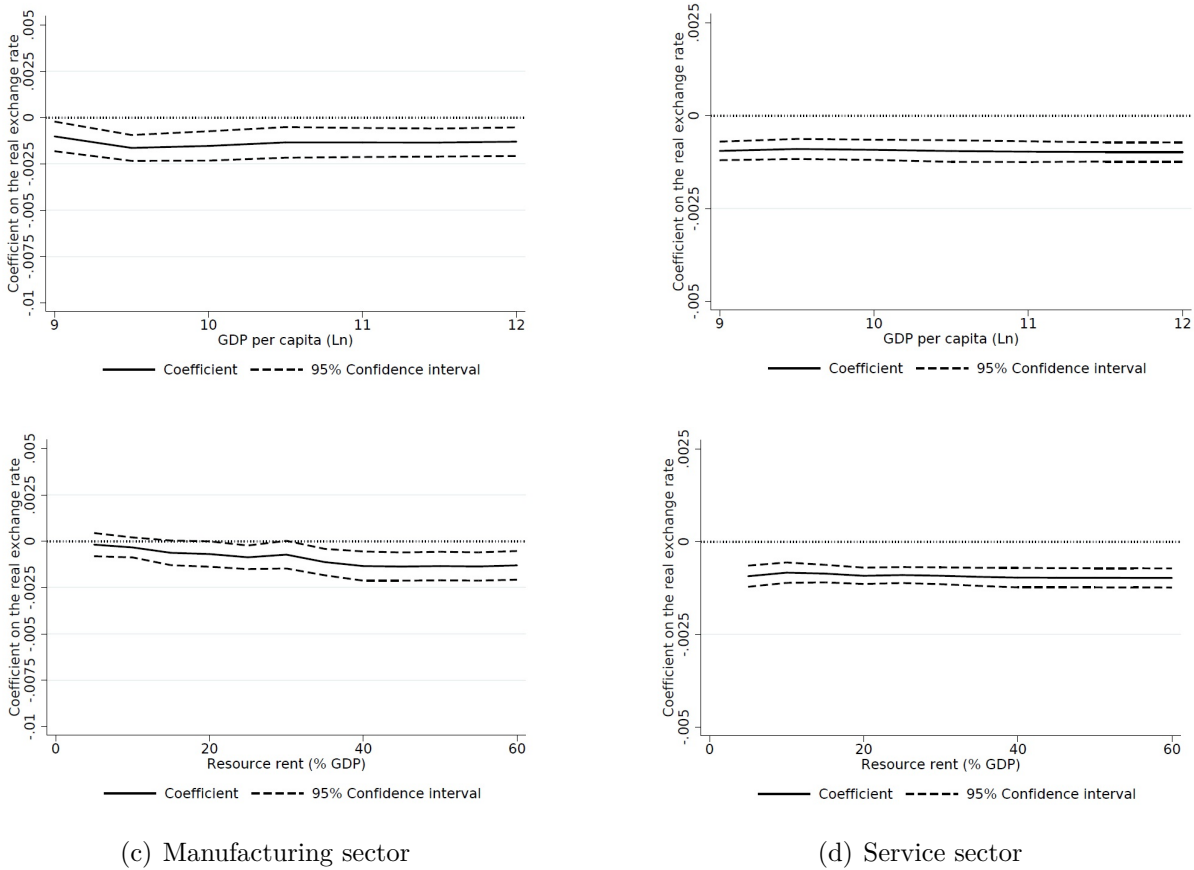 Coefficient on the real exchange rate
-.01 -.0075 -.005 -.0025 0 .0025 .005
9 10 11 12
GDP per capita (Ln)
Coefficient 95% Confidence interval
Coefficient on the real exchange rate
-.005 -.0025 0 .0025
9 10 11 12
GDP per capita (Ln)
Coefficient 95% Confidence interval
Coefficient on the real exchange rate
-.01 -.0075 -.005 -.0025 0 .0025 .005
0 20 40 60
Resource rent (% GDP)
Coefficient 95% Confidence interval
(c) Manufacturing sector
Coefficient on the real exchange rate
-.005 -.0025 0 .0025
0 20 40 60
Resource rent (% GDP)
Coefficient 95% Confidence interval
(d) Service sector